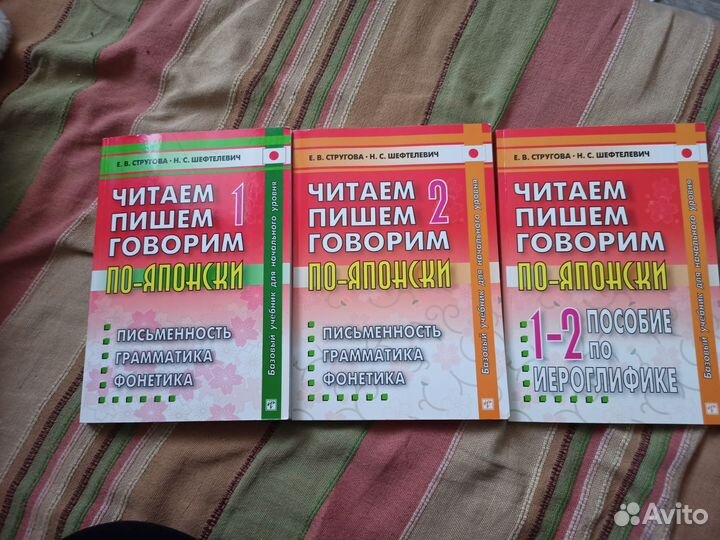 Е. В. СТРУГОВА • Н. С. ШЕФТЕЛЕВИЧ
ЧИТАЕМ
ПИШЕМ
ГОВОРИМ
1
ПО-ЯПОНСКИ
ПИСЬМЕННОСТЬ
ГРАММАТИКА
ФОНЕТИКА
Базовый учебник для начального уровня
Е. В. СТРУГОВА • Н. С. ШЕФТЕЛЕВИЧ
ЧИТАЕМ
ПИШЕМ
ГОВОРИМ
2
ПО-ЯПОНСКИ
ПИСЬМЕННОСТЬ
ГРАММАТИКА
ФОНЕТИКА
Базовый учебник для начального уровня
Е. В. СТРУГОВА • Н. С. ШЕФТЕЛЕВИЧ
ЧИТАЕМ
ПИШЕМ
ГОВОРИМ
ПО-ЯПОНСКИ
1-2 ПОСОБИЕ
ПО
ИЕРОГЛИФИКЕ
Базовый учебник для начального уровня
Avito